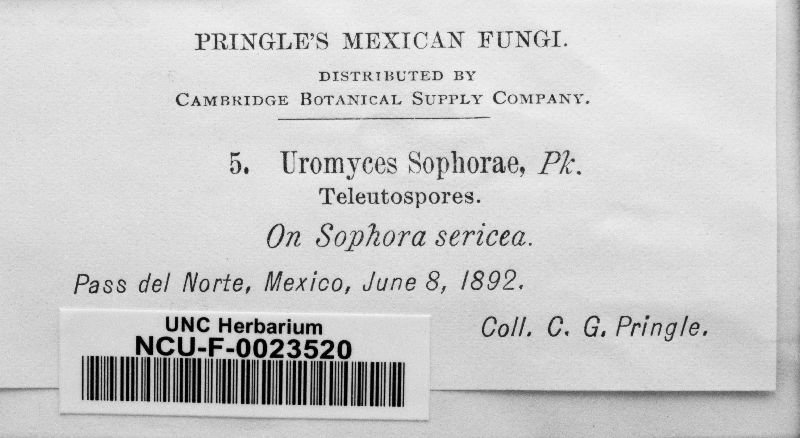 PRINGLE'S MEXICAN FUNGI.
DISTRIBUTED BY
CAMBRIDGE BOTANICAL SUPPLY COMPANY.
5. Uromyces Sophorae, Pk.
Teleutospores.
On Sophora sericea.
Pass del Norte, Mexico, June 8, 1892.
Coll. C. G. Pringle.
UNC Herbarium
NCU-F-0023520